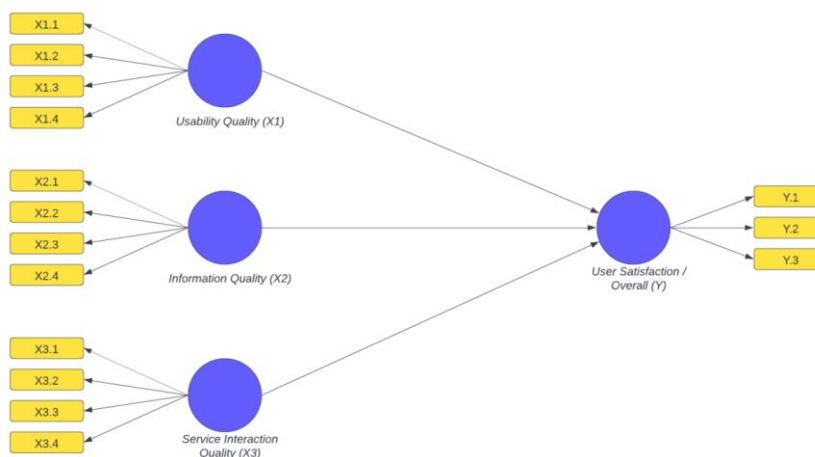 X1.1
X1.2
X1.3
X1.4
Usability Quality (X1)
X2.1
X2.2
X2.3
X2.4
Information Quality (X2)
X3.1
X3.2
X3.3
X3.4
Service Interaction
Quality (X3)
User Satisfaction /
Overall (Y)
Y.1
Y.2
Y.3